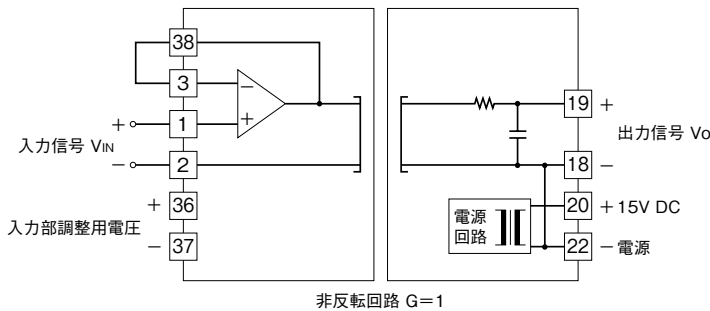 38
3
−
1
+
+
入力信号 VIN
−
2
+
36
入力部調整用電圧
−
37
19
+
出力信号 Vo
18
−
電源
回路
20
+ 15V DC
22
− 電源
非反転回路 G=1